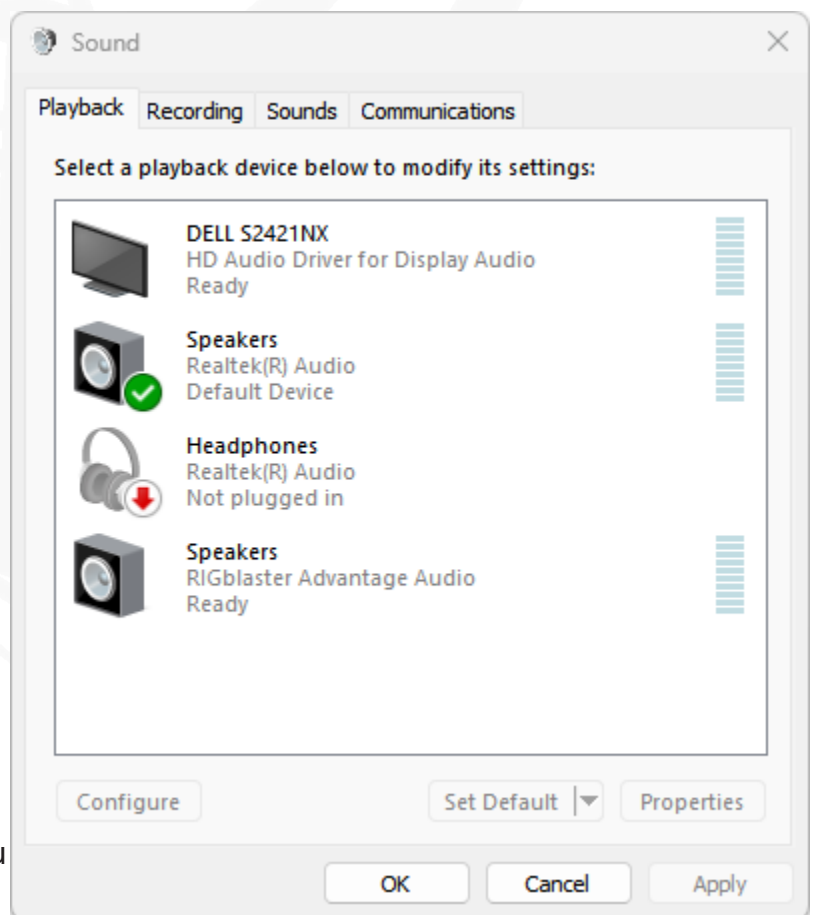 Sound
Playback Recording Sounds Communications
Select a playback device below to modify its settings:
DELL S2421NX
HD Audio Driver for Display Audio
Ready
Speakers
Realtek(R) Audio
Default Device
Headphones
Realtek(R) Audio
Not plugged in
Speakers
RIGblaster Advantage Audio
Ready
Configure Set Default Properties
OK Cancel Apply